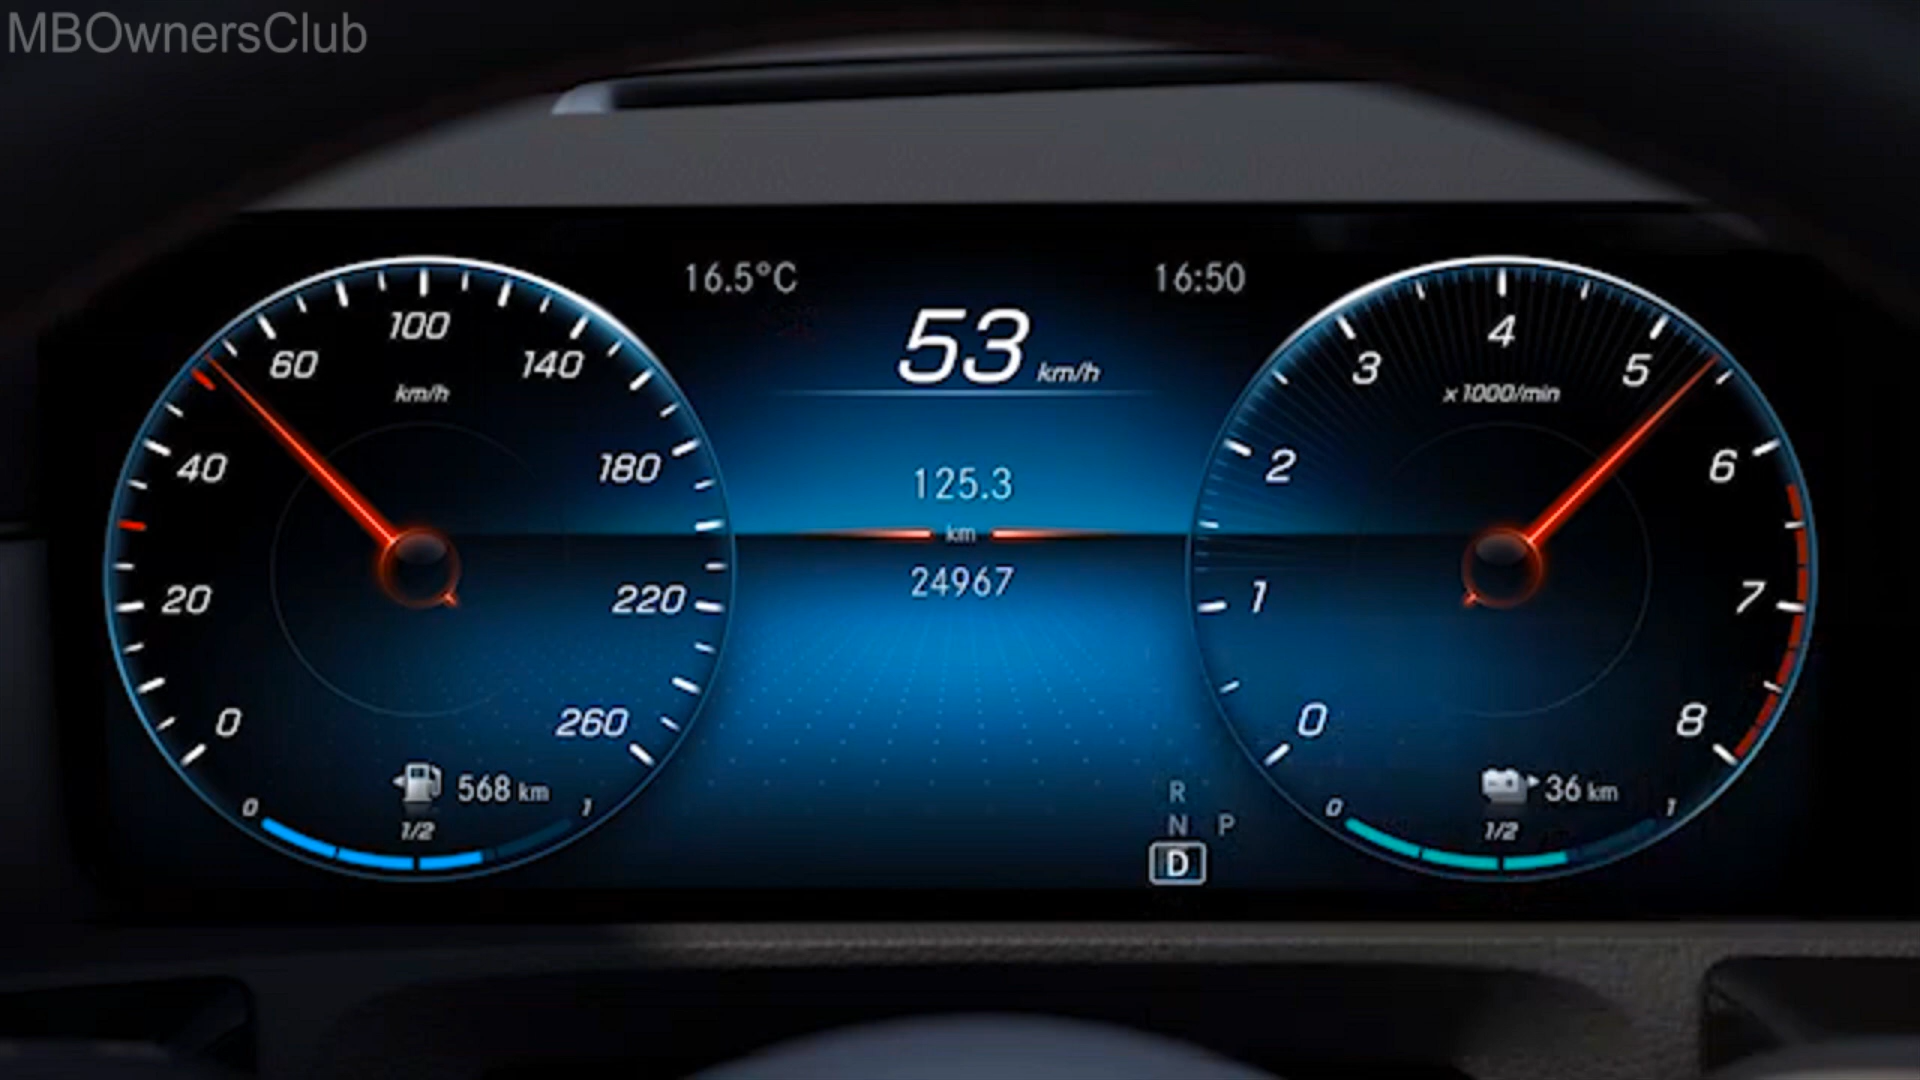 MBOwnersClub
16.5°C
16:50
53 km/h
125.3
km
24967
0
20
40
60
100
140
180
220
260
km/h
568 km
0
1/2
1
R
N P
D
0
1
2
3
4
5
6
7
8
x 1000/min
36 km
0
1/2
1